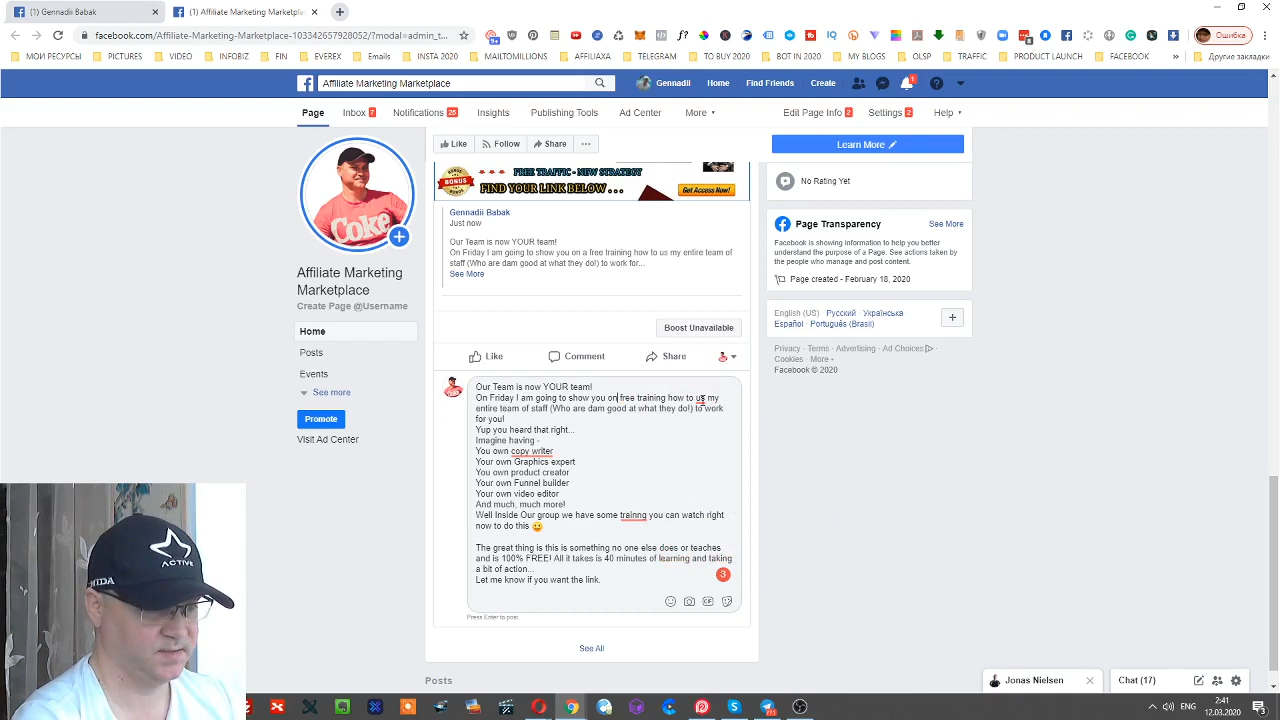 (1) Gennadii Babak
(1) Affiliate Marketing Marketplac
facebook.com/Affiliate-Marketing-Marketplace-103342657928052/?modal=admin_t...
9+
8
Ошибка
МОИ РЕСУРСЫ
PICTURES
VIDEO
INFOBIZ
FIN
EVEREX
Emails
INSTA 2020
AFFILIAXA
TELEGRAM
TO BUY 2020
BOT IN 2020
MY BLOGS
OLSP
TRAFFIC
PRODUCT LAUNCH
FACEBOOK
»
Другие закладки
Affiliate Marketing Marketplace
Gennadii
Home
Find Friends
Create
1
Page
Inbox 7
Notifications 25
Insights
Publishing Tools
Ad Center
More
Edit Page Info 2
Settings 2
Help
Like
Follow
Share
...
Learn More
Coke
BONUS
FREE TRAFFIC - NEW STRATEGY
FIND YOUR LINK BELOW ...
Get Access Now!
No Rating Yet
Gennadii Babak
Just now
Our Team is now YOUR team!
On Friday I am going to show you on a free training how to us my entire team of
staff (Who are dam good at what they do!) to work for...
See More
Page Transparency
See More
Facebook is showing information to help you better
understand the purpose of a Page. See actions taken by
the people who manage and post content.
Page created - February 18, 2020
Affiliate Marketing
Marketplace
Create Page @Username
Home
Posts
Events
See more
Promote
Visit Ad Center
English (US) · Русский · Українська
Español · Português (Brasil)
Privacy · Terms · Advertising · Ad Choices ·
Cookies · More
Facebook © 2020
Boost Unavailable
Like
Comment
Share
Our Team is now YOUR team!
On Friday I am going to show you on free training how to us my
entire team of staff (Who are dam good at what they do!) to work
for you!
Yup you heard that right...
Imagine having -
You own copy writer
Your own Graphics expert
You own product creator
Your own Funnel builder
Your own video editor
And much, much more!
Well Inside Our group we have some trainng you can watch right
now to do this
The great thing is this is something no one else does or teaches
and is 100% FREE! All it takes is 40 minutes of learning and taking
a bit of action...
Let me know if you want the link.
3
GIF
Press Enter to post
See All
Posts
ACTIVE
Jonas Nielsen
Chat (17)
2:41
12.03.2020